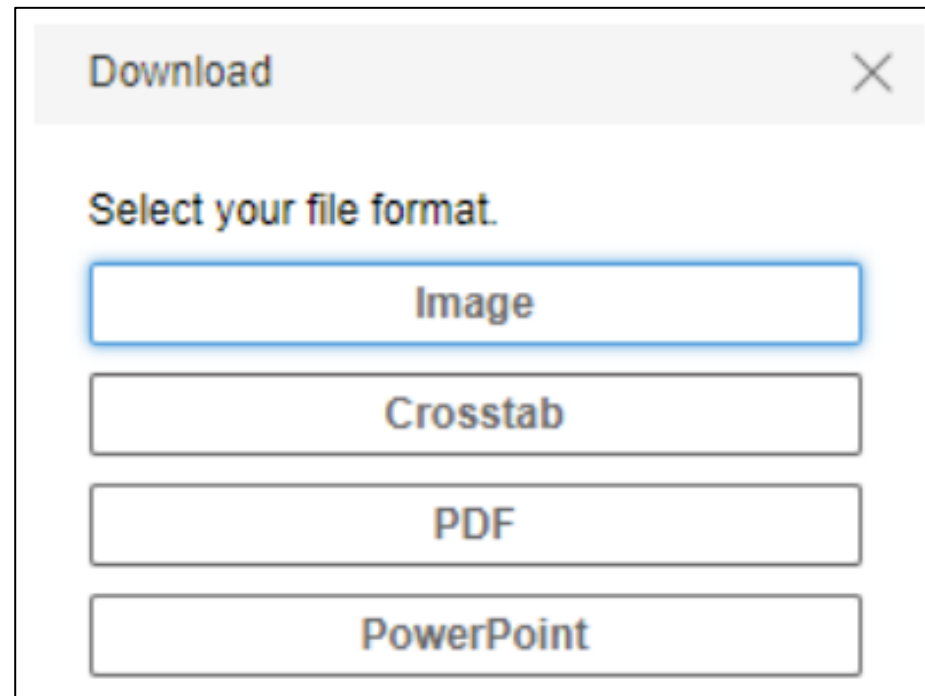 Download
Select your file format.
Image
Crosstab
PDF
PowerPoint